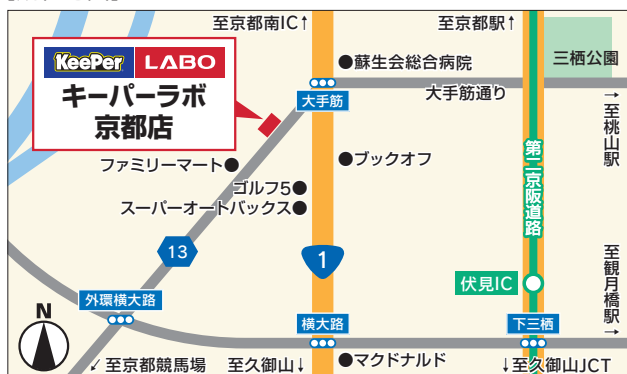 至京都南IC↑
至京都駅↑
KeePer LABO
キーパーラボ
京都店
●蘇生会総合病院
三栖公園
大手筋
大手筋通り
→至桃山駅
ファミリーマート●
●ブックオフ
第二京阪道路
ゴルフ5●
スーパーオートバックス●
13
1
伏見IC
至観月橋駅→
外環横大路
横大路
下三栖
N
↙至京都競馬場
至久御山↓
●マクドナルド
↓至久御山JCT